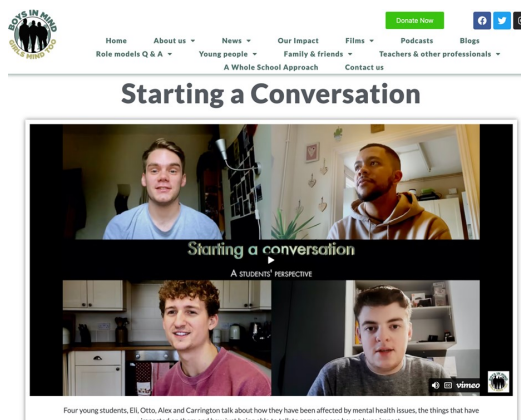 BOYS IN MIND
GIRLS MIND TOO
Donate Now
Home About us News Our Impact Films Podcasts Blogs
Role models Q & A Young people Family & friends Teachers & other professionals
A Whole School Approach Contact us
Starting a Conversation
Starting a conversation
A STUDENTS' PERSPECTIVE
vimeo
Four young students, Eli, Otto, Alex and Carrington talk about how they have been affected by mental health issues, the things that have